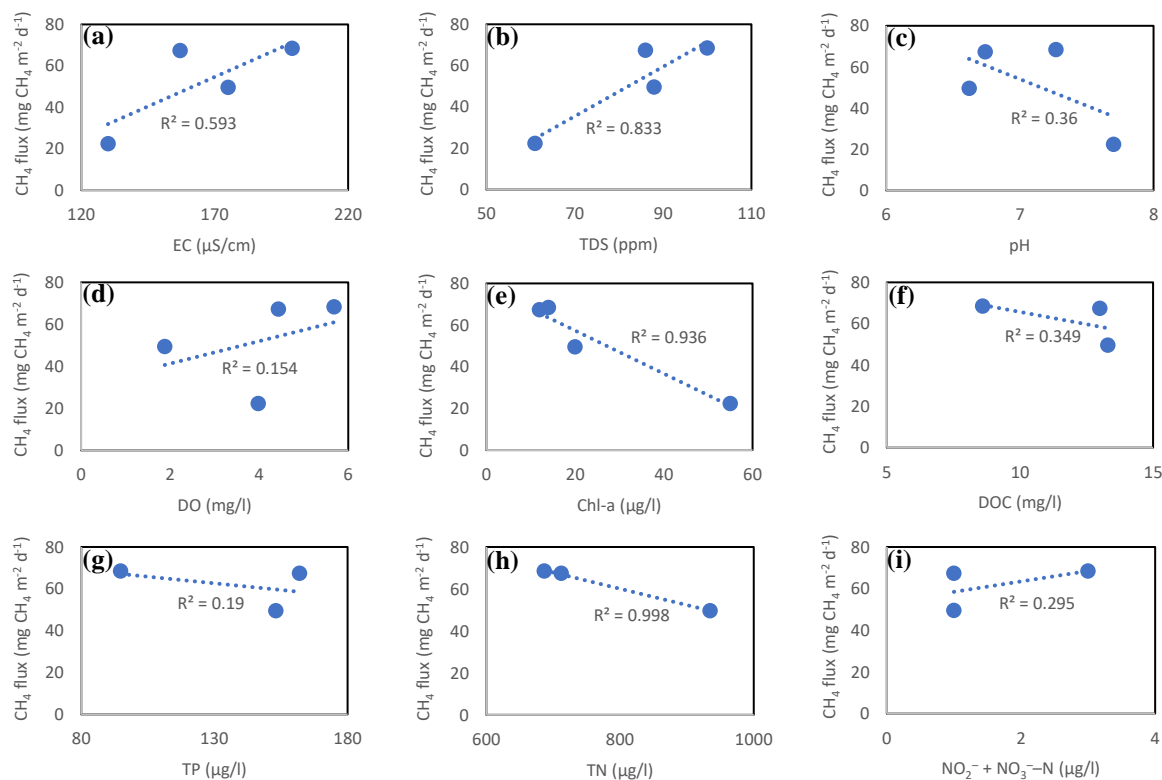 (a)
CH₄ flux (mg CH₄ m⁻² d⁻¹)
80
60
40
20
0
R² = 0.593
120
170
220
EC (µS/cm)
(b)
CH₄ flux (mg CH₄ m⁻² d⁻¹)
80
60
40
20
0
R² = 0.833
50
70
90
110
TDS (ppm)
(c)
CH₄ flux (mg CH₄ m⁻² d⁻¹)
80
60
40
20
0
R² = 0.36
6
7
8
pH
(d)
CH₄ flux (mg CH₄ m⁻² d⁻¹)
80
60
40
20
0
R² = 0.154
0
2
4
6
DO (mg/l)
(e)
CH₄ flux (mg CH₄ m⁻² d⁻¹)
80
60
40
20
0
R² = 0.936
0
20
40
60
Chl-a (µg/l)
(f)
CH₄ flux (mg CH₄ m⁻² d⁻¹)
80
60
40
20
0
R² = 0.349
5
10
15
DOC (mg/l)
(g)
CH₄ flux (mg CH₄ m⁻² d⁻¹)
80
60
40
20
0
R² = 0.19
80
130
180
TP (µg/l)
(h)
CH₄ flux (mg CH₄ m⁻² d⁻¹)
80
60
40
20
0
R² = 0.998
600
800
1000
TN (µg/l)
(i)
CH₄ flux (mg CH₄ m⁻² d⁻¹)
80
60
40
20
0
R² = 0.295
0
2
4
NO₂⁻ + NO₃⁻–N (µg/l)